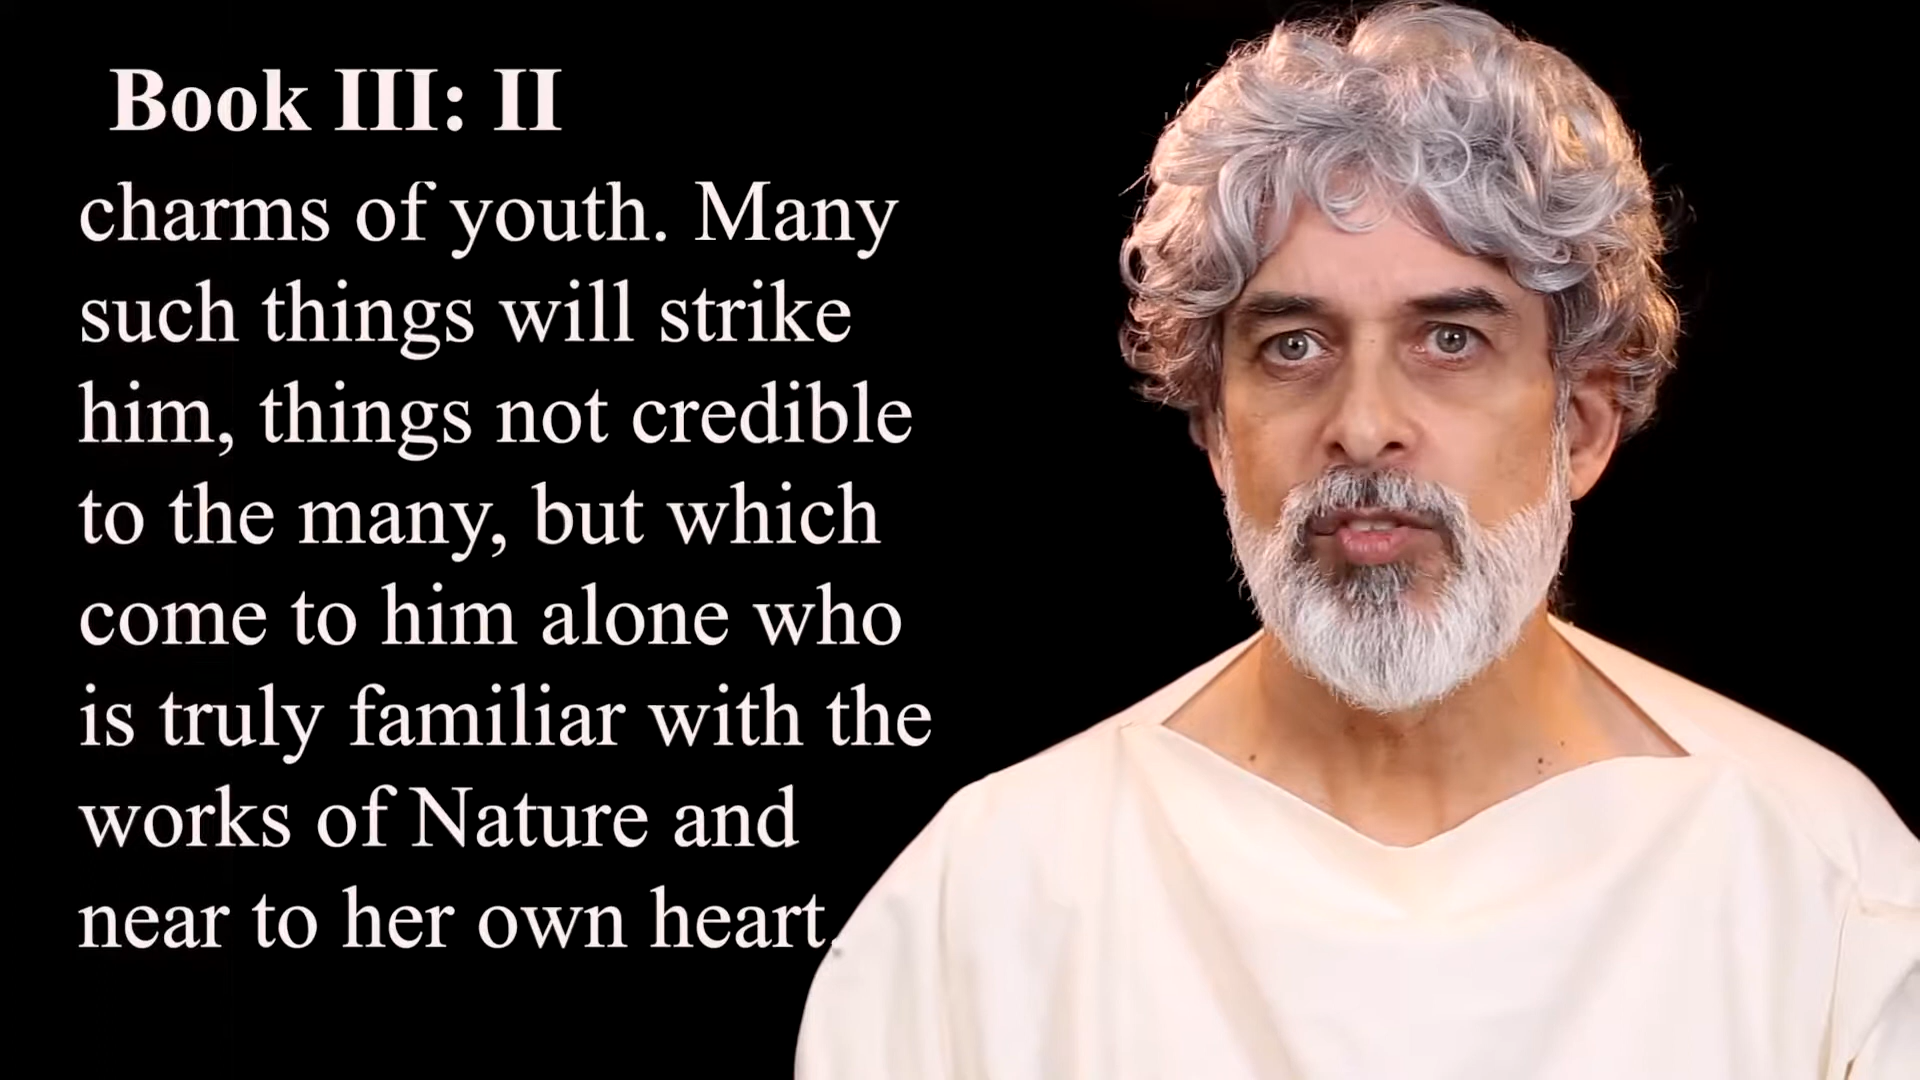 Book III: II
charms of youth. Many
such things will strike
him, things not credible
to the many, but which
come to him alone who
is truly familiar with the
works of Nature and
near to her own heart.